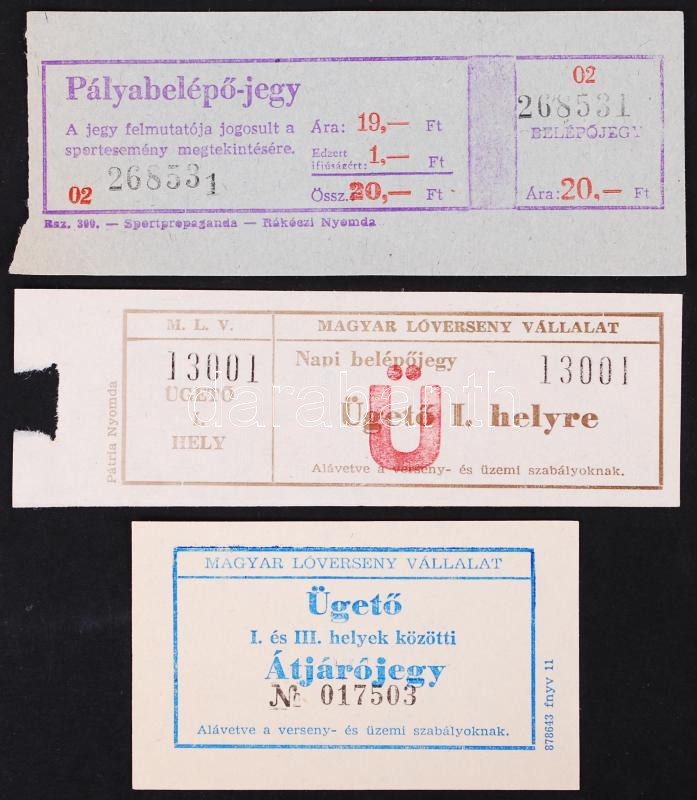 Pályabelépő-jegy
A jegy felmutatója jogosult a
sportesemény megtekintésére.
02 268531
Ára: 19,— Ft
Edzett
ifjúságért: 1,— Ft
Össz. 20,— Ft
02
268531
BELÉPŐJEGY
Ára: 20,— Ft
Rsz. 300. — Sportpropaganda — Rákóczi Nyomda
Pátria Nyomda
M. L. V.
13001
ÜGETŐ
I.
HELY
MAGYAR LÓVERSENY VÁLLALAT
Napi belépőjegy 13001
Ügető I. helyre
Ü
Alávetve a verseny- és üzemi szabályoknak.
darabanth
MAGYAR LÓVERSENY VÁLLALAT
Ügető
I. és III. helyek közötti
Átjárójegy
№ 017503
Alávetve a verseny- és üzemi szabályoknak.
878643 fnyv 11